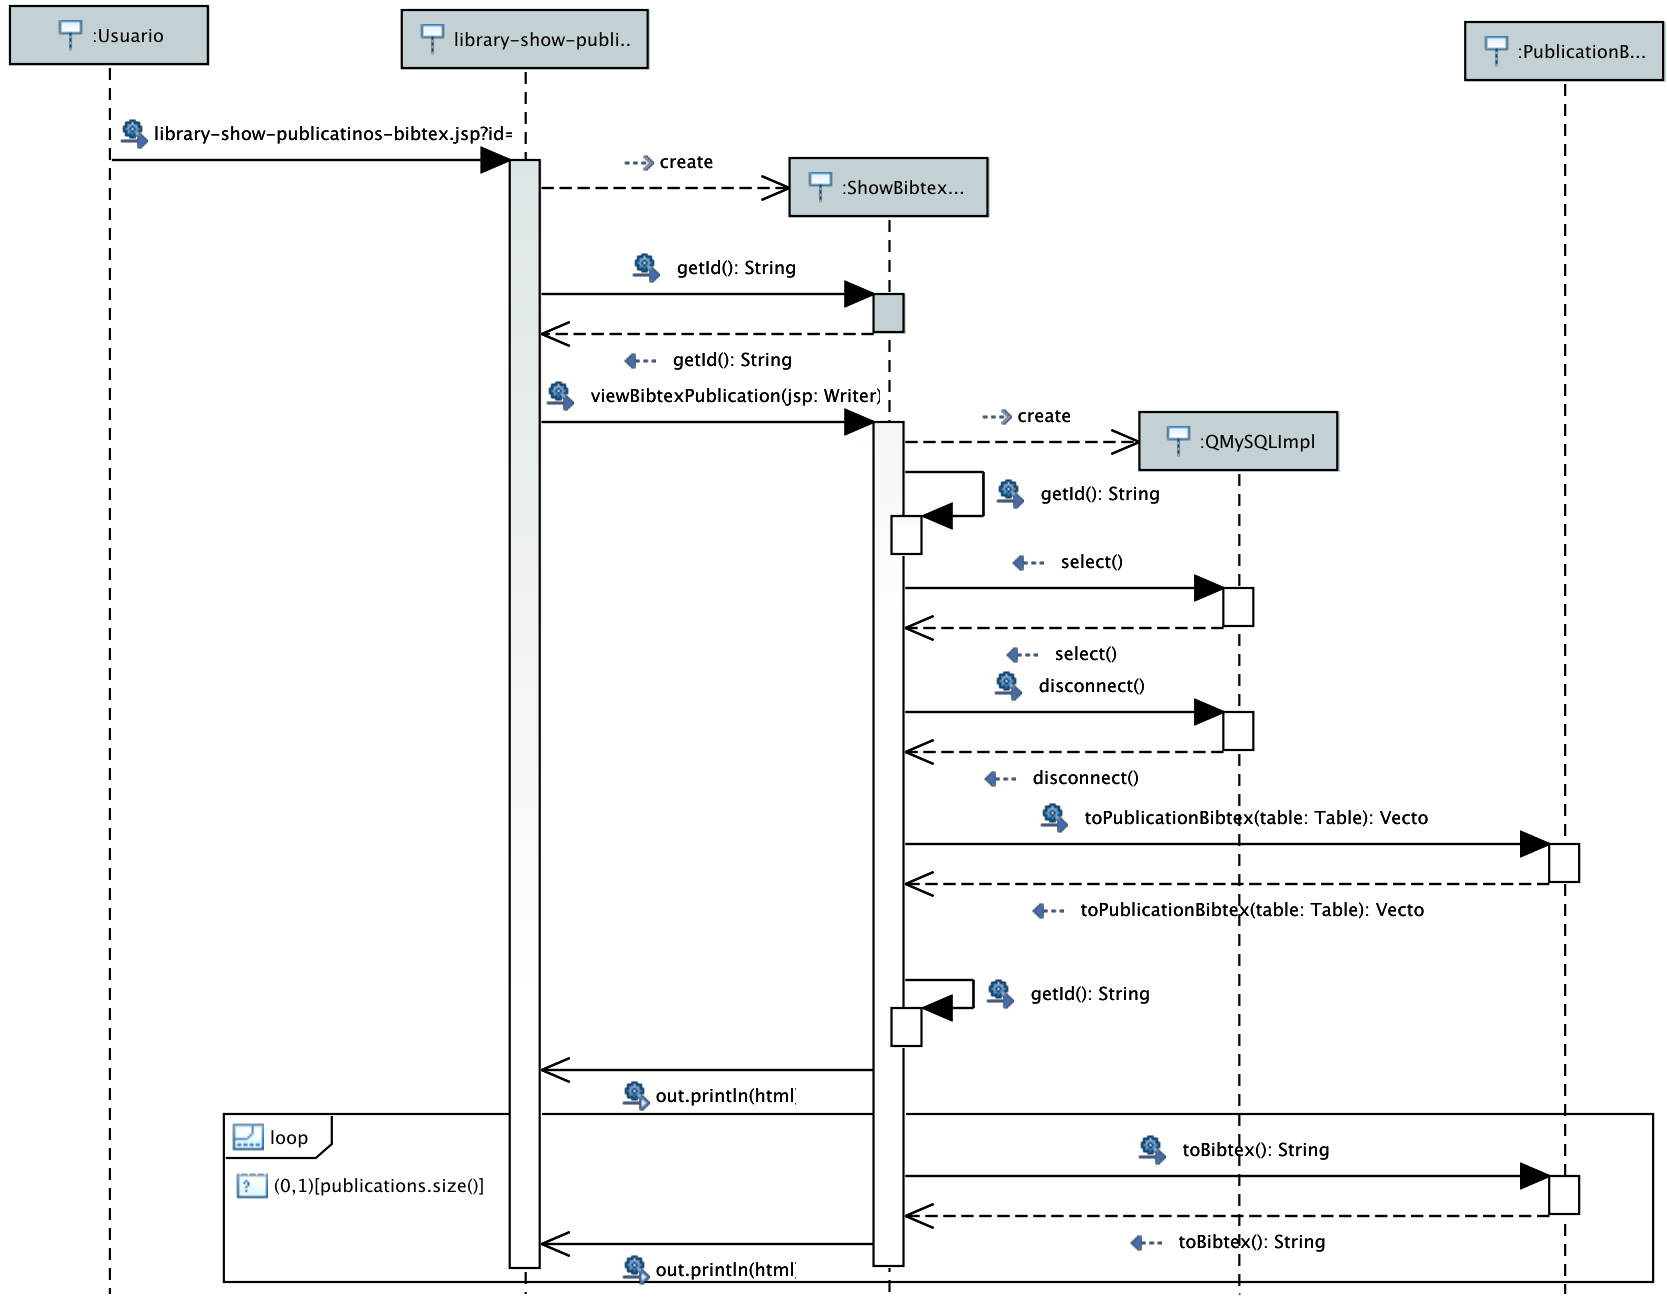 :Usuario
library-show-publi..
:PublicationB...
library-show-publicatinos-bibtex.jsp?id=
create
:ShowBibtex...
getId(): String
getId(): String
viewBibtexPublication(jsp: Writer)
create
:QMySQLImpl
getId(): String
select()
select()
disconnect()
disconnect()
toPublicationBibtex(table: Table): Vecto
toPublicationBibtex(table: Table): Vecto
getId(): String
out.println(html)
loop
toBibtex(): String
(0,1)[publications.size()]
toBibtex(): String
out.println(html)